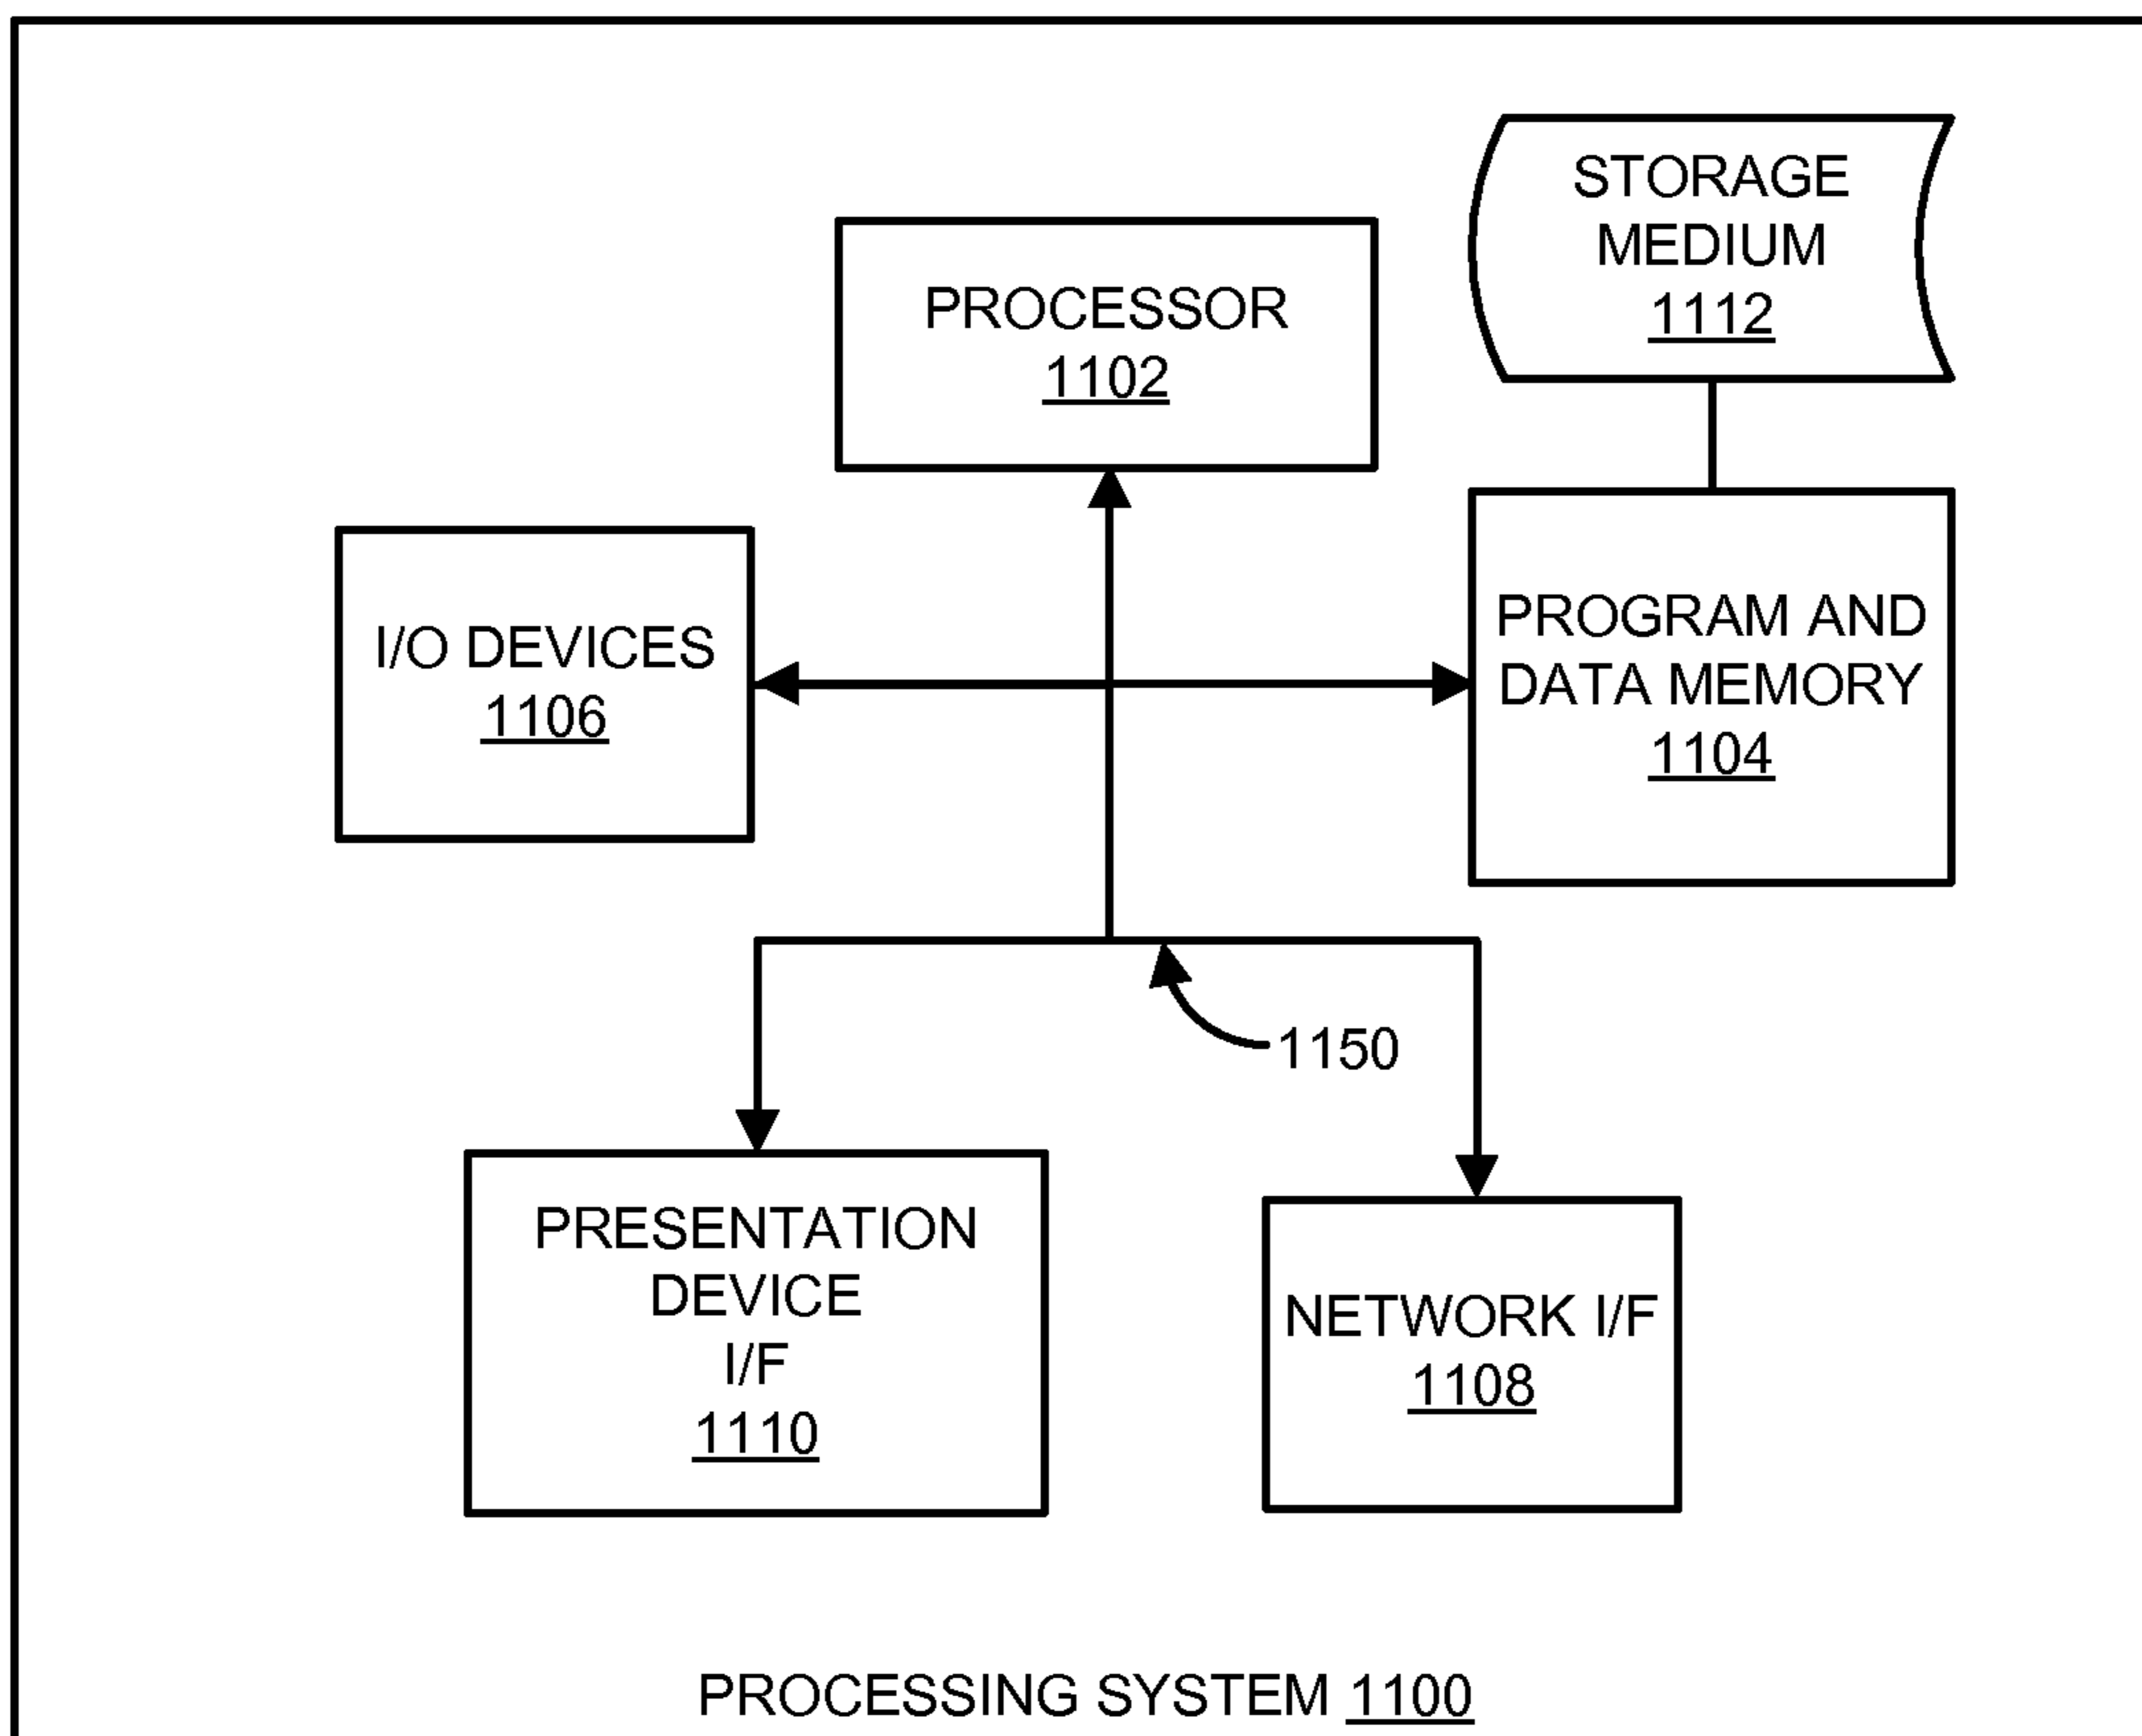 STORAGE
MEDIUM
1112
PROCESSOR
1102
I/O DEVICES
1106
PROGRAM AND
DATA MEMORY
1104
1150
PRESENTATION
DEVICE
I/F
1110
NETWORK I/F
1108
PROCESSING SYSTEM 1100